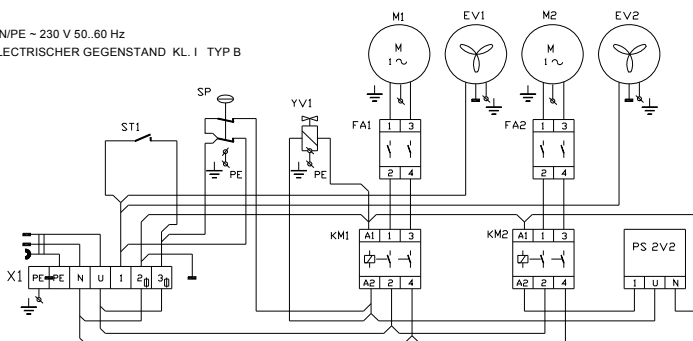 N/PE ~ 230 V 50..60 Hz
LECTRISCHER GEGENSTAND KL. I TYP B
M1 EV1 M2 EV2
M
1 ~
M
1 ~
SP
YV1
ST1
FA1 1 3
2 4
FA2 1 3
2 4
PE
PE
KM1 A1 1 3
A2 2 4
KM2 A1 1 3
A2 2 4
PS 2V2
1 U N
X1 PE PE N U 1 2 3